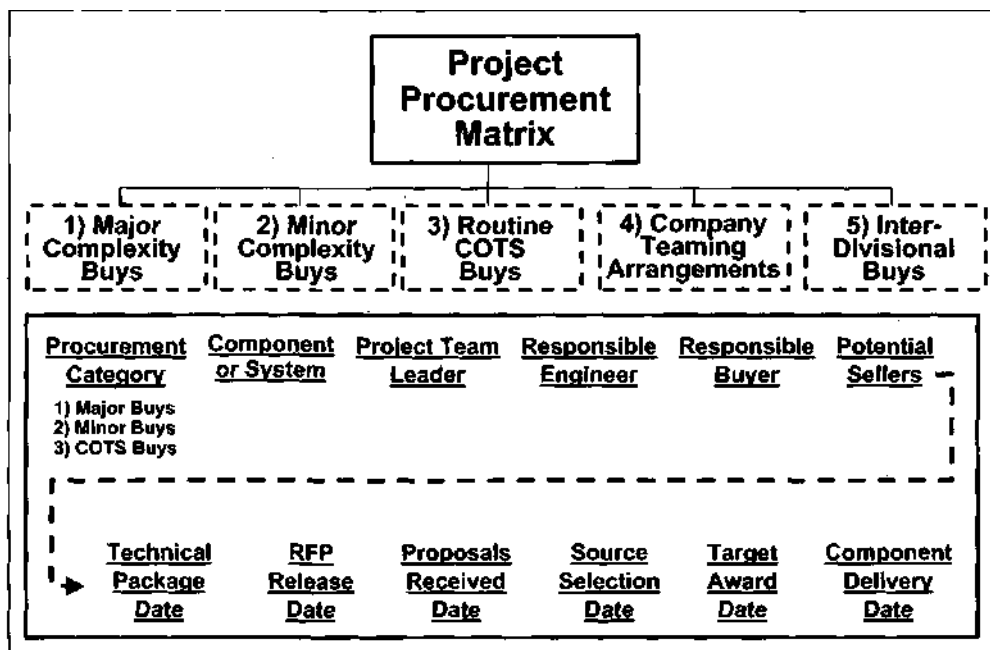 Project
Procurement
Matrix
1) Major
Complexity
Buys
2) Minor
Complexity
Buys
3) Routine
COTS
Buys
4) Company
Teaming
Arrangements
5) Inter-
Divisional
Buys
Procurement
Category
Component
or System
Project Team
Leader
Responsible
Engineer
Responsible
Buyer
Potential
Sellers
1) Major Buys
2) Minor Buys
3) COTS Buys
Technical
Package
Date
RFP
Release
Date
Proposals
Received
Date
Source
Selection
Date
Target
Award
Date
Component
Delivery
Date